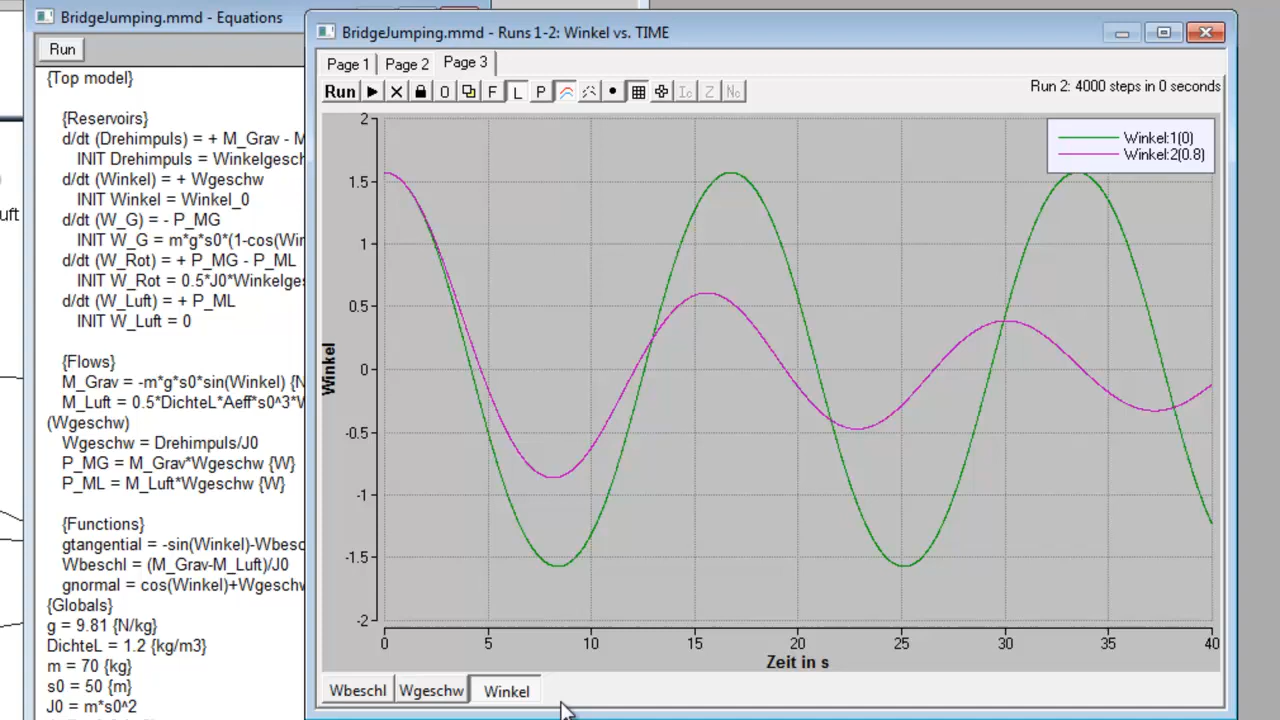 BridgeJumping.mmd - Equations
Run
{Top model}
{Reservoirs}
d/dt (Drehimpuls) = + M_Grav - M
INIT Drehimpuls = Winkelgesch
d/dt (Winkel) = + Wgeschw
INIT Winkel = Winkel_0
d/dt (W_G) = - P_MG
INIT W_G = m*g*s0*(1-cos(Win
d/dt (W_Rot) = + P_MG - P_ML
INIT W_Rot = 0.5*J0*Winkelges
d/dt (W_Luft) = + P_ML
INIT W_Luft = 0
{Flows}
M_Grav = -m*g*s0*sin(Winkel) {N
M_Luft = 0.5*DichteL*Aeff*s0^3*W
(Wgeschw)
Wgeschw = Drehimpuls/J0
P_MG = M_Grav*Wgeschw {W}
P_ML = M_Luft*Wgeschw {W}
{Functions}
gtangential = -sin(Winkel)-Wbesc
Wbeschl = (M_Grav-M_Luft)/J0
gnormal = cos(Winkel)+Wgeschw
{Globals}
g = 9.81 {N/kg}
DichteL = 1.2 {kg/m3}
m = 70 {kg}
s0 = 50 {m}
J0 = m*s0^2
uft
BridgeJumping.mmd - Runs 1-2: Winkel vs. TIME
Page 1 Page 2 Page 3
Run 0 F L P Ic Z Nc
Run 2: 4000 steps in 0 seconds
Winkel:1(0)
Winkel:2(0.8)
2
1.5
1
0.5
0
-0.5
-1
-1.5
-2
Winkel
0 5 10 15 20 25 30 35 40
Zeit in s
Wbeschl Wgeschw Winkel